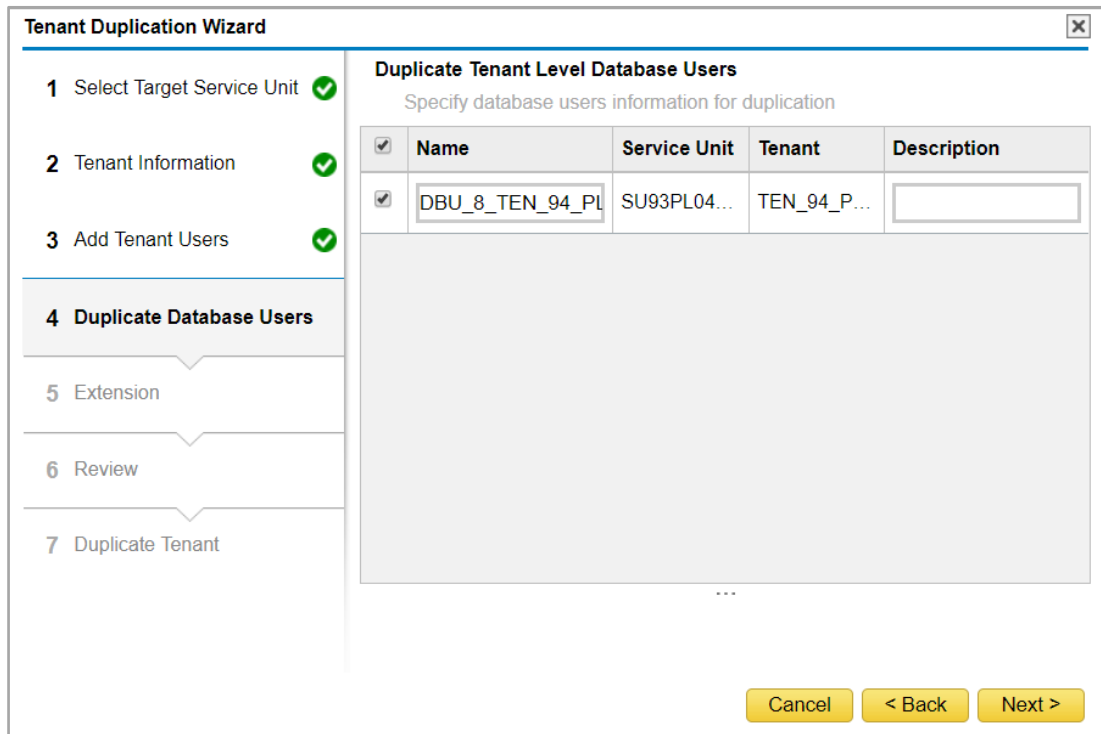 Tenant Duplication Wizard
1 Select Target Service Unit
2 Tenant Information
3 Add Tenant Users
4 Duplicate Database Users
5 Extension
6 Review
7 Duplicate Tenant
Duplicate Tenant Level Database Users
Specify database users information for duplication
Name Service Unit Tenant Description
DBU_8_TEN_94_PL SU93PL04... TEN_94_P...
...
Cancel < Back Next >